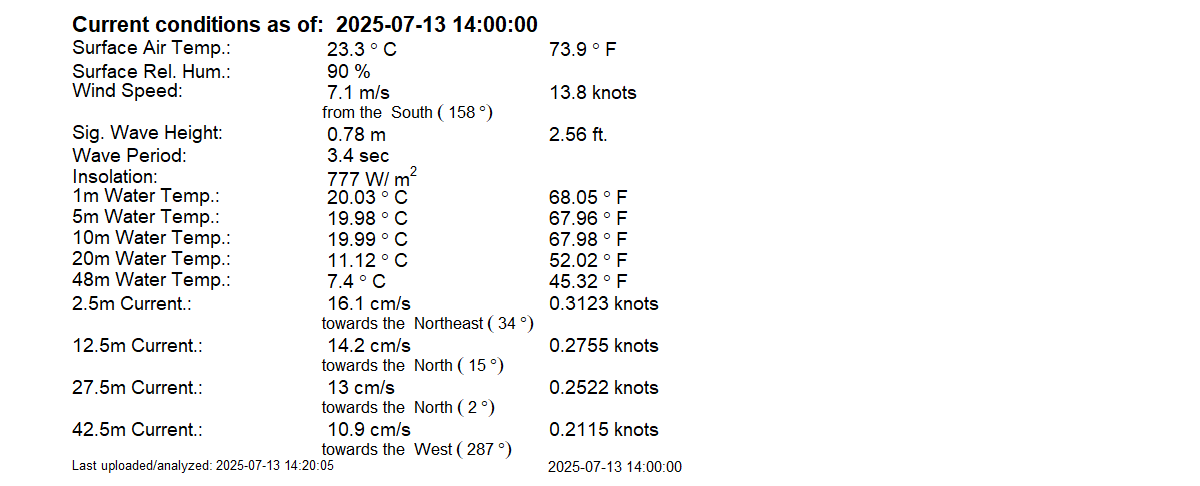 Current conditions as of: 2025-07-13 14:00:00
Surface Air Temp.: 23.3 ° C 73.9 ° F
Surface Rel. Hum.: 90 %
Wind Speed: 7.1 m/s 13.8 knots
from the South ( 158 °)
Sig. Wave Height: 0.78 m 2.56 ft.
Wave Period: 3.4 sec
Insolation: 777 W/ m²
1m Water Temp.: 20.03 ° C 68.05 ° F
5m Water Temp.: 19.98 ° C 67.96 ° F
10m Water Temp.: 19.99 ° C 67.98 ° F
20m Water Temp.: 11.12 ° C 52.02 ° F
48m Water Temp.: 7.4 ° C 45.32 ° F
2.5m Current.: 16.1 cm/s 0.3123 knots
towards the Northeast ( 34 °)
12.5m Current.: 14.2 cm/s 0.2755 knots
towards the North ( 15 °)
27.5m Current.: 13 cm/s 0.2522 knots
towards the North ( 2 °)
42.5m Current.: 10.9 cm/s 0.2115 knots
towards the West ( 287 °)
Last uploaded/analyzed: 2025-07-13 14:20:05 2025-07-13 14:00:00